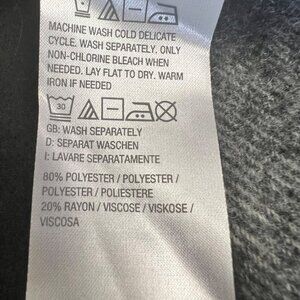 MACHINE WASH COLD DELICATE
CYCLE. WASH SEPARATELY. ONLY
NON-CHLORINE BLEACH WHEN
NEEDED. LAY FLAT TO DRY. WARM
IRON IF NEEDED
30
GB: WASH SEPARATELY
D: SEPARAT WASCHEN
I: LAVARE SEPARATAMENTE
80% POLYESTER / POLYESTER /
POLYESTER / POLIESTERE
20% RAYON / VISCOSE / VISKOSE /
VISCOSA